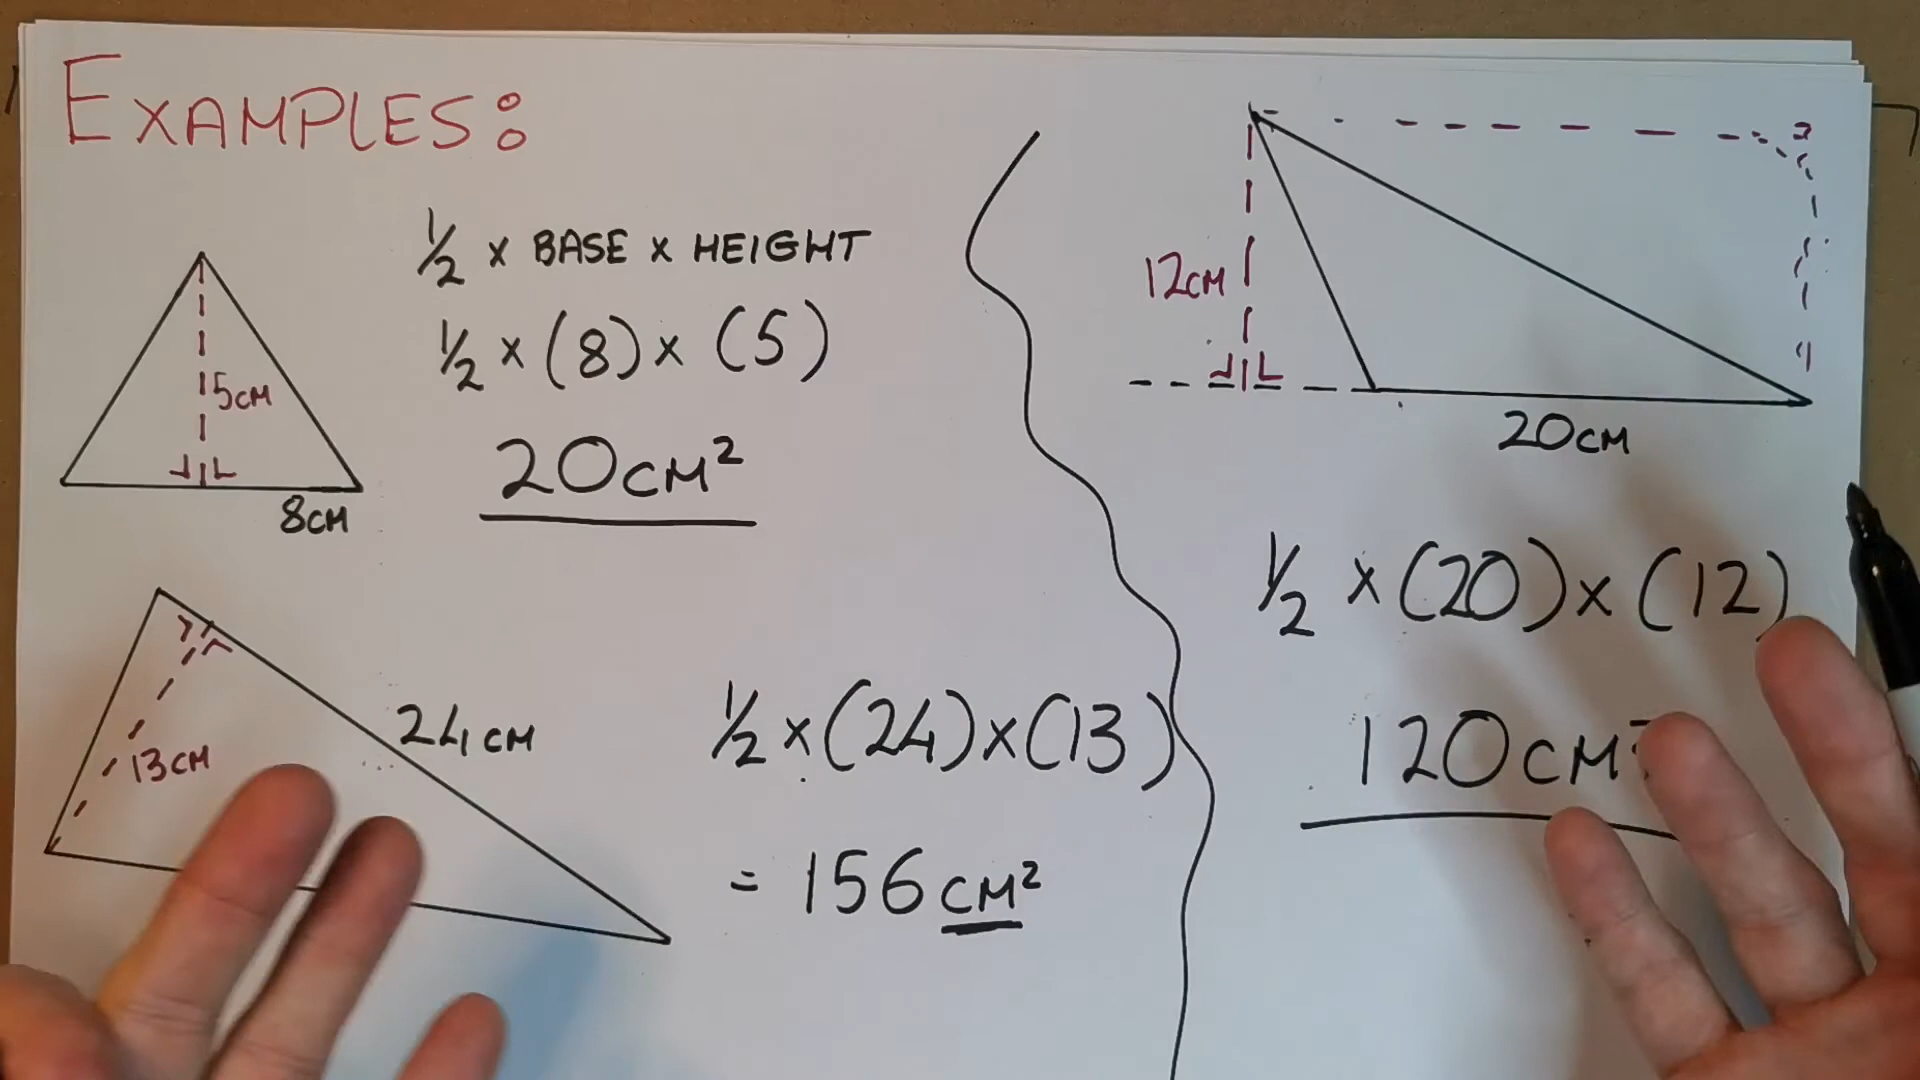 EXAMPLES:
½ × BASE × HEIGHT
½ × (8) × (5)
20CM²
5CM
8CM
24CM
13CM
½ × (24) × (13)
= 156 CM²
12CM
20CM
½ × (20) × (12)
120CM²